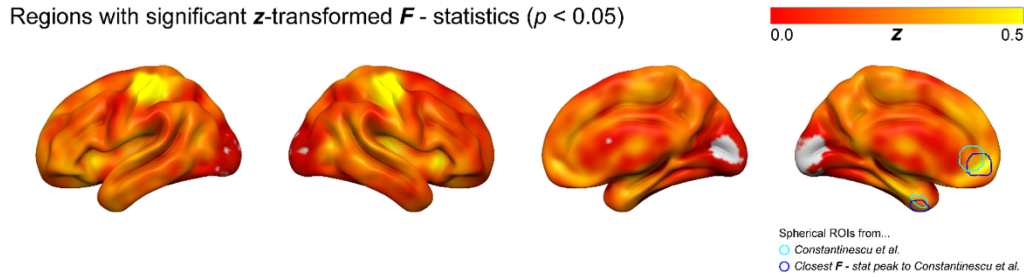 Regions with significant z-transformed F - statistics (p < 0.05)
0.0 z 0.5
Spherical ROIs from...
Constantinescu et al.
Closest F - stat peak to Constantinescu et al.